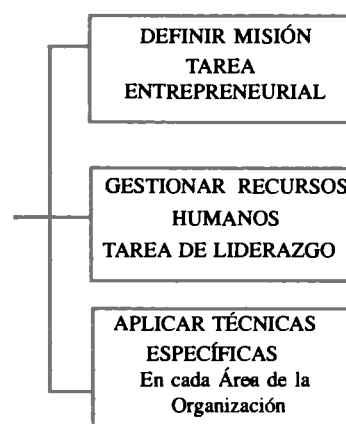 DEFINIR MISIÓN
TAREA
ENTREPRENEURIAL
GESTIONAR RECURSOS
HUMANOS
TAREA DE LIDERAZGO
APLICAR TÉCNICAS
ESPECÍFICAS
En cada Área de la
Organización